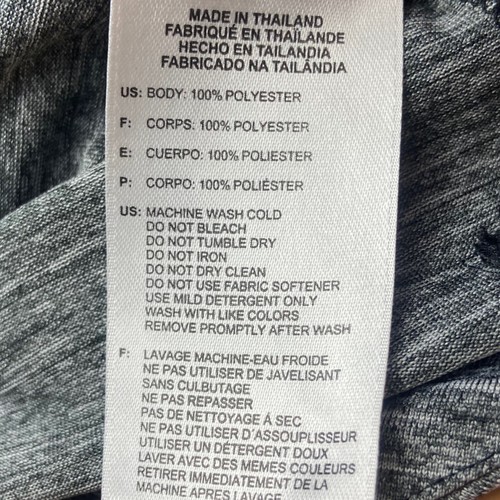 MADE IN THAILAND
FABRIQUÉ EN THAÏLANDE
HECHO EN TAILANDIA
FABRICADO NA TAILÂNDIA
US: BODY: 100% POLYESTER
F: CORPS: 100% POLYESTER
E: CUERPO: 100% POLIESTER
P: CORPO: 100% POLIÉSTER
US: MACHINE WASH COLD
DO NOT BLEACH
DO NOT TUMBLE DRY
DO NOT IRON
DO NOT DRY CLEAN
DO NOT USE FABRIC SOFTENER
USE MILD DETERGENT ONLY
WASH WITH LIKE COLORS
REMOVE PROMPTLY AFTER WASH
F: LAVAGE MACHINE-EAU FROIDE
NE PAS UTILISER DE JAVELISANT
SANS CULBUTAGE
NE PAS REPASSER
PAS DE NETTOYAGE À SEC
NE PAS UTILISER D'ASSOUPLISSEUR
UTILISER UN DÉTERGENT DOUX
LAVER AVEC DES MEMES COULEURS
RETIRER IMMEDIATEMENT DE LA
MACHINE APRES LAVAGE